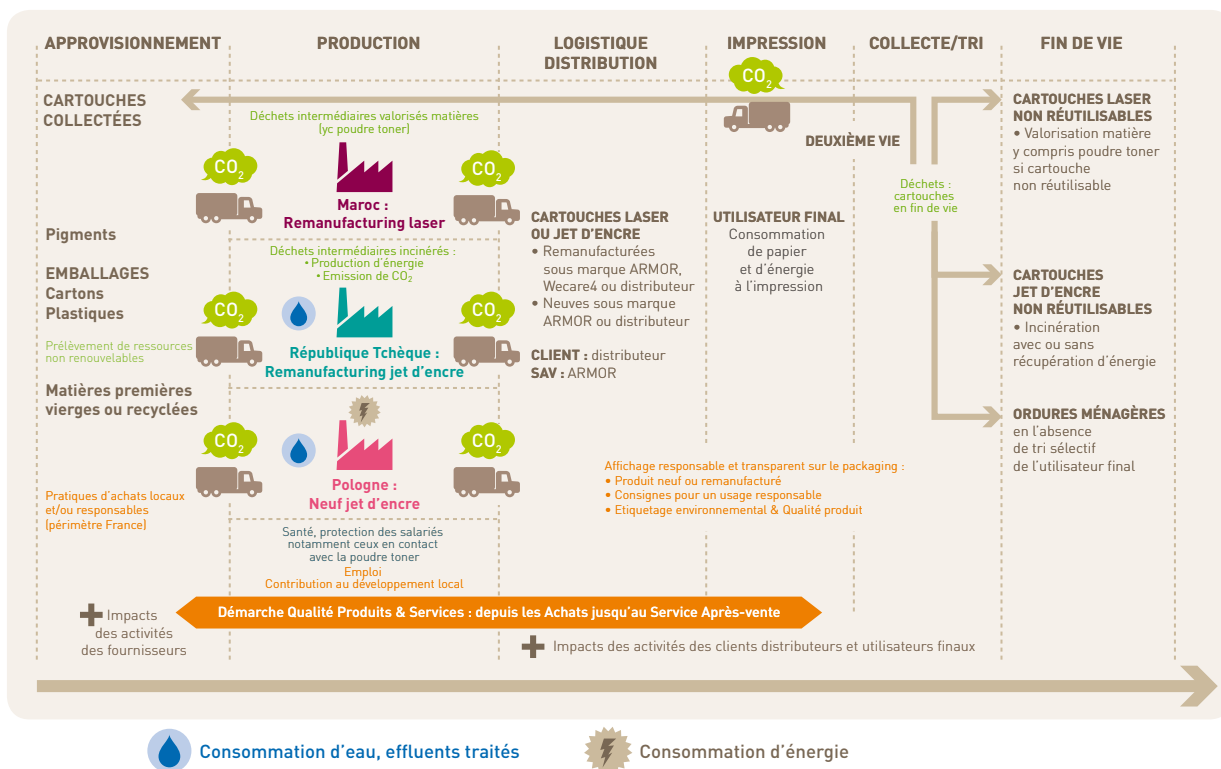 APPROVISIONNEMENT
PRODUCTION
LOGISTIQUE
DISTRIBUTION
IMPRESSION
COLLECTE/TRI
FIN DE VIE
CARTOUCHES
COLLECTÉES
Pigments
EMBALLAGES
Cartons
Plastiques
Prélèvement de ressources
non renouvelables
Matières premières
vierges ou recyclées
Pratiques d'achats locaux
et/ou responsables
(périmètre France)
Impacts
des activités
des fournisseurs
CO2
CO2
CO2
Déchets intermédiaires valorisés matières
(yc poudre toner)
Maroc :
Remanufacturing laser
Déchets intermédiaires incinérés :
• Production d'énergie
• Emission de CO2
République Tchèque :
Remanufacturing jet d'encre
Pologne :
Neuf jet d'encre
Santé, protection des salariés
notamment ceux en contact
avec la poudre toner
Emploi
Contribution au développement local
CO2
CO2
CO2
CARTOUCHES LASER
OU JET D'ENCRE
• Remanufacturées
sous marque ARMOR,
Wecare4 ou distributeur
• Neuves sous marque
ARMOR ou distributeur
CLIENT : distributeur
SAV : ARMOR
CO2
DEUXIÈME VIE
UTILISATEUR FINAL
Consommation
de papier
et d'énergie
à l'impression
Affichage responsable et transparent sur le packaging :
• Produit neuf ou remanufacturé
• Consignes pour un usage responsable
• Etiquetage environnemental & Qualité produit
Déchets :
cartouches
en fin de vie
CARTOUCHES LASER
NON RÉUTILISABLES
• Valorisation matière
y compris poudre toner
si cartouche
non réutilisable
CARTOUCHES
JET D'ENCRE
NON RÉUTILISABLES
• Incinération
avec ou sans
récupération d'énergie
ORDURES MÉNAGÈRES
en l'absence
de tri sélectif
de l'utilisateur final
Démarche Qualité Produits & Services : depuis les Achats jusqu'au Service Après-vente
Impacts des activités des clients distributeurs et utilisateurs finaux
Consommation d'eau, effluents traités
Consommation d'énergie